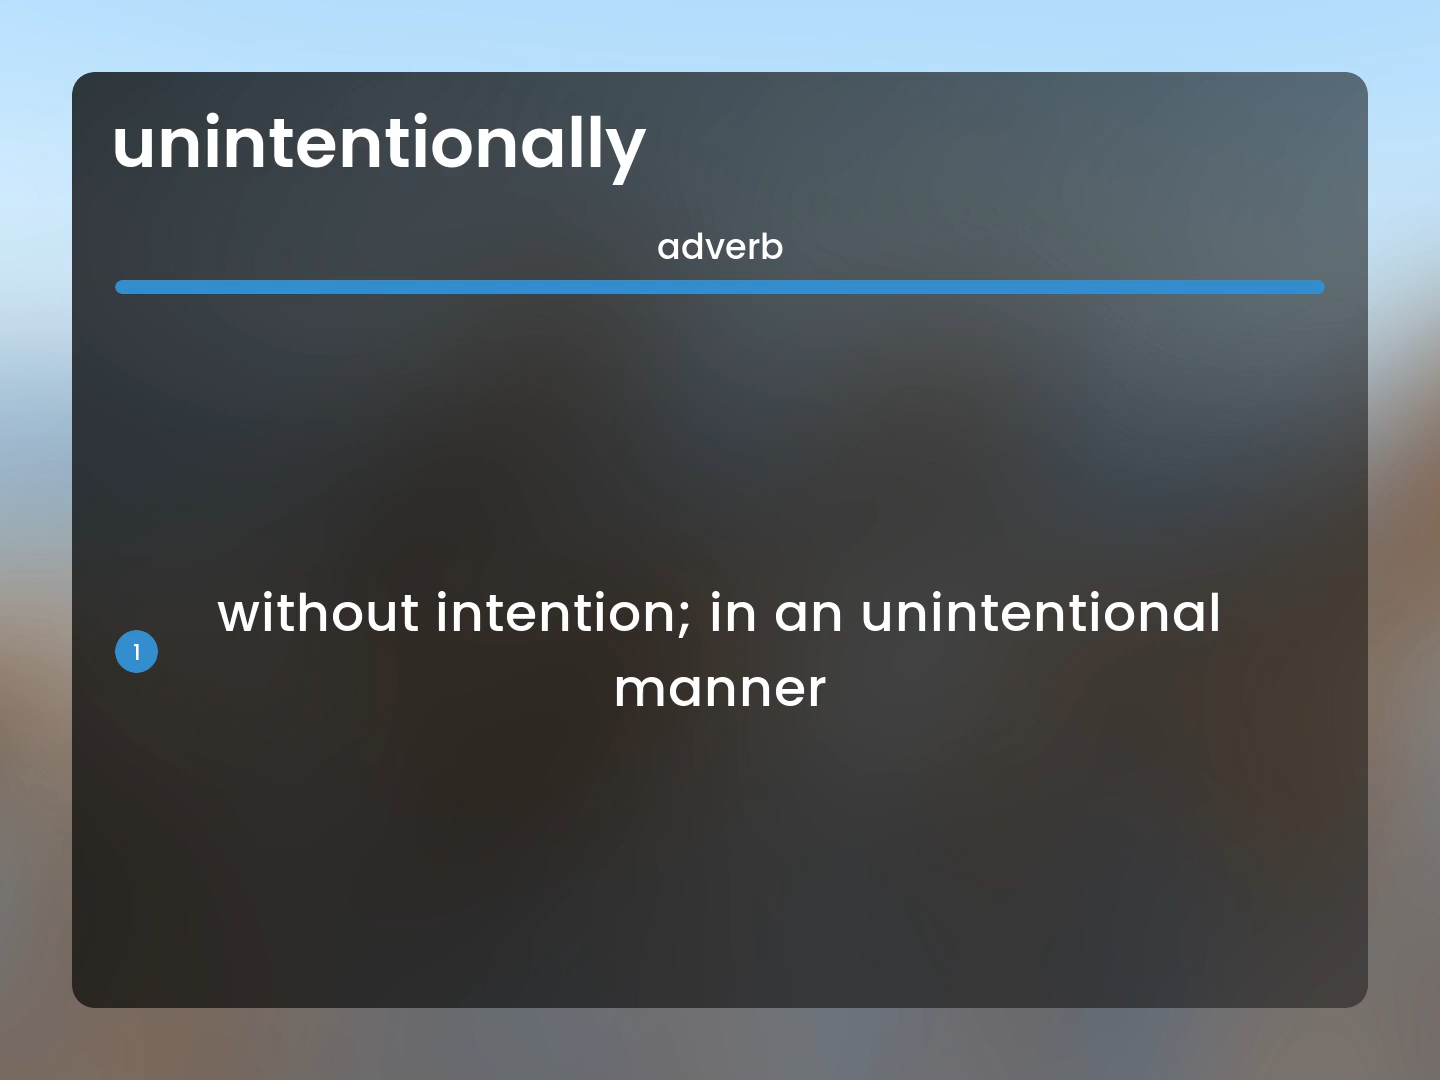 unintentionally
adverb
1
without intention; in an unintentional
manner